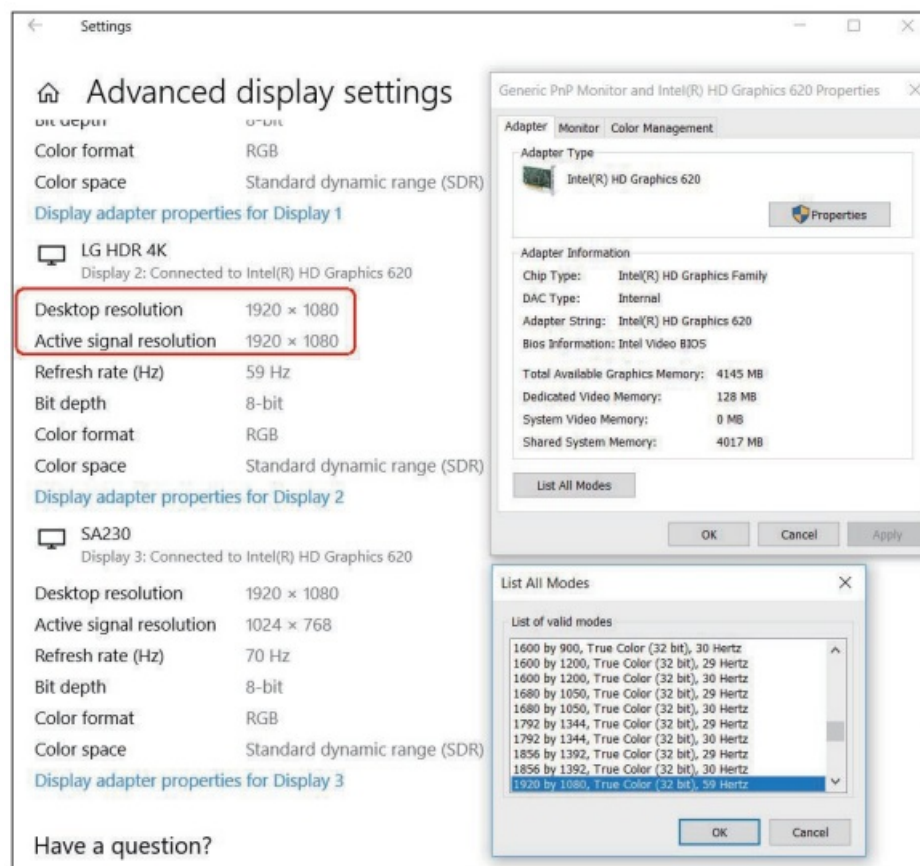 Settings
Advanced display settings
Bit depth 8-bit
Color format RGB
Color space Standard dynamic range (SDR)
Display adapter properties for Display 1
LG HDR 4K
Display 2: Connected to Intel(R) HD Graphics 620
Desktop resolution 1920 × 1080
Active signal resolution 1920 × 1080
Refresh rate (Hz) 59 Hz
Bit depth 8-bit
Color format RGB
Color space Standard dynamic range (SDR)
Display adapter properties for Display 2
SA230
Display 3: Connected to Intel(R) HD Graphics 620
Desktop resolution 1920 × 1080
Active signal resolution 1024 × 768
Refresh rate (Hz) 70 Hz
Bit depth 8-bit
Color format RGB
Color space Standard dynamic range (SDR)
Display adapter properties for Display 3
Have a question?
Generic PnP Monitor and Intel(R) HD Graphics 620 Properties
Adapter Monitor Color Management
Adapter Type
Intel(R) HD Graphics 620
Properties
Adapter Information
Chip Type: Intel(R) HD Graphics Family
DAC Type: Internal
Adapter String: Intel(R) HD Graphics 620
Bios Information: Intel Video BIOS
Total Available Graphics Memory: 4145 MB
Dedicated Video Memory: 128 MB
System Video Memory: 0 MB
Shared System Memory: 4017 MB
List All Modes
OK Cancel Apply
List All Modes
List of valid modes
1600 by 900, True Color (32 bit), 30 Hertz
1600 by 1200, True Color (32 bit), 29 Hertz
1600 by 1200, True Color (32 bit), 30 Hertz
1680 by 1050, True Color (32 bit), 29 Hertz
1680 by 1050, True Color (32 bit), 30 Hertz
1792 by 1344, True Color (32 bit), 29 Hertz
1792 by 1344, True Color (32 bit), 30 Hertz
1856 by 1392, True Color (32 bit), 29 Hertz
1856 by 1392, True Color (32 bit), 30 Hertz
1920 by 1080, True Color (32 bit), 59 Hertz
OK Cancel